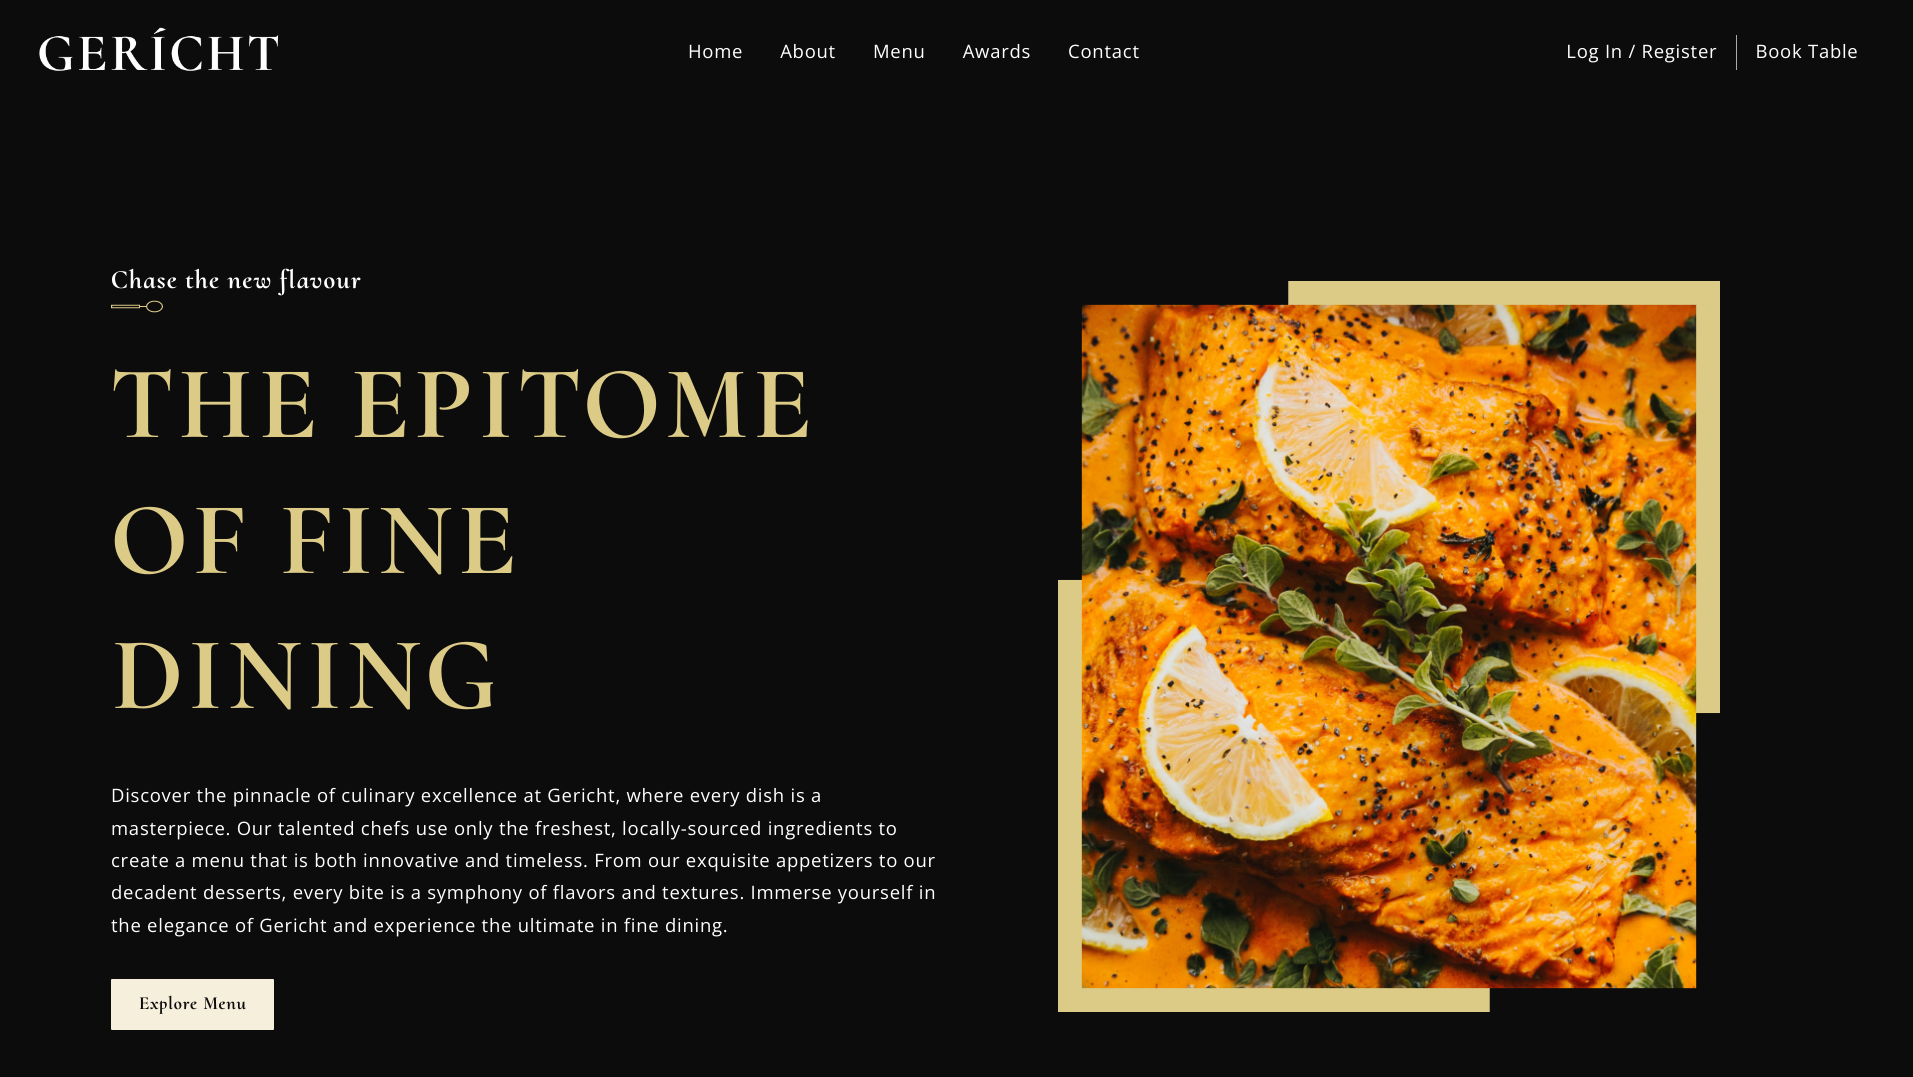 GERÍCHT
Home
About
Menu
Awards
Contact
Log In / Register
Book Table
Chase the new flavour
THE EPITOME
OF FINE
DINING
Discover the pinnacle of culinary excellence at Gericht, where every dish is a
masterpiece. Our talented chefs use only the freshest, locally-sourced ingredients to
create a menu that is both innovative and timeless. From our exquisite appetizers to our
decadent desserts, every bite is a symphony of flavors and textures. Immerse yourself in
the elegance of Gericht and experience the ultimate in fine dining.
Explore Menu